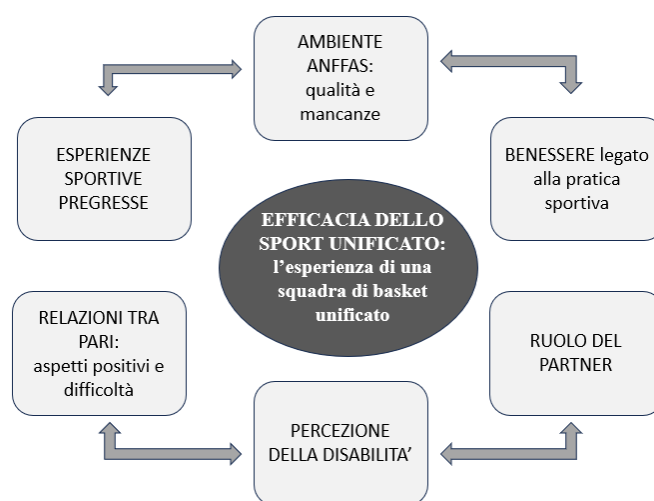 AMBIENTE
ANFFAS:
qualità e
mancanze
ESPERIENZE
SPORTIVE
PREGRESSE
BENESSERE legato
alla pratica
sportiva
EFFICACIA DELLO
SPORT UNIFICATO:
l’esperienza di una
squadra di basket
unificato
RELAZIONI TRA
PARI:
aspetti positivi e
difficoltà
RUOLO DEL
PARTNER
PERCEZIONE
DELLA DISABILITA’